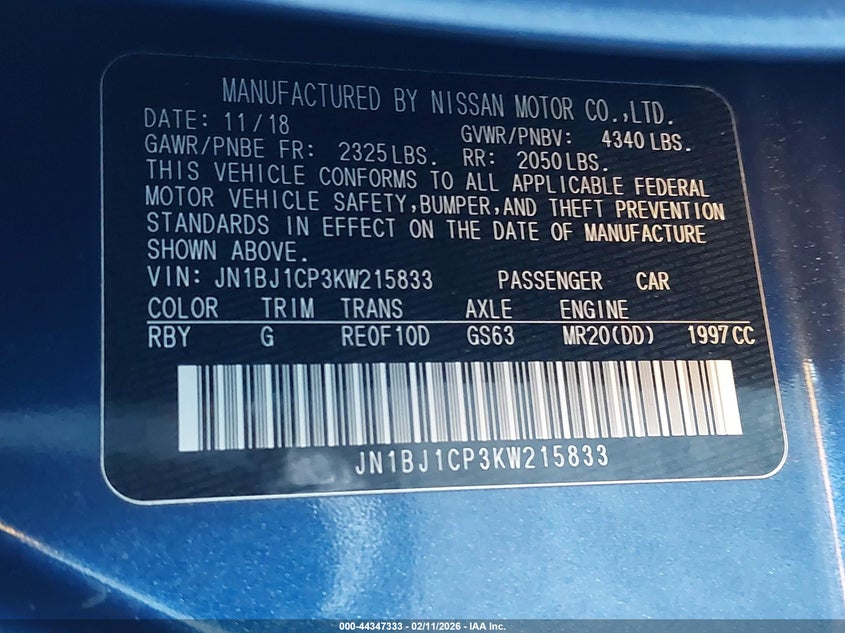 MANUFACTURED BY NISSAN MOTOR CO.,LTD.
DATE: 11/18 GVWR/PNBV: 4340 LBS.
GAWR/PNBE FR: 2325 LBS. RR: 2050 LBS.
THIS VEHICLE CONFORMS TO ALL APPLICABLE FEDERAL
MOTOR VEHICLE SAFETY,BUMPER,AND THEFT PREVENTION
STANDARDS IN EFFECT ON THE DATE OF MANUFACTURE
SHOWN ABOVE.
VIN: JN1BJ1CP3KW215833 PASSENGER CAR
COLOR TRIM TRANS AXLE ENGINE
RBY G RE0F10D GS63 MR20(DD) 1997CC
JN1BJ1CP3KW215833
000-44347333 - 02/11/2026 - IAA Inc.